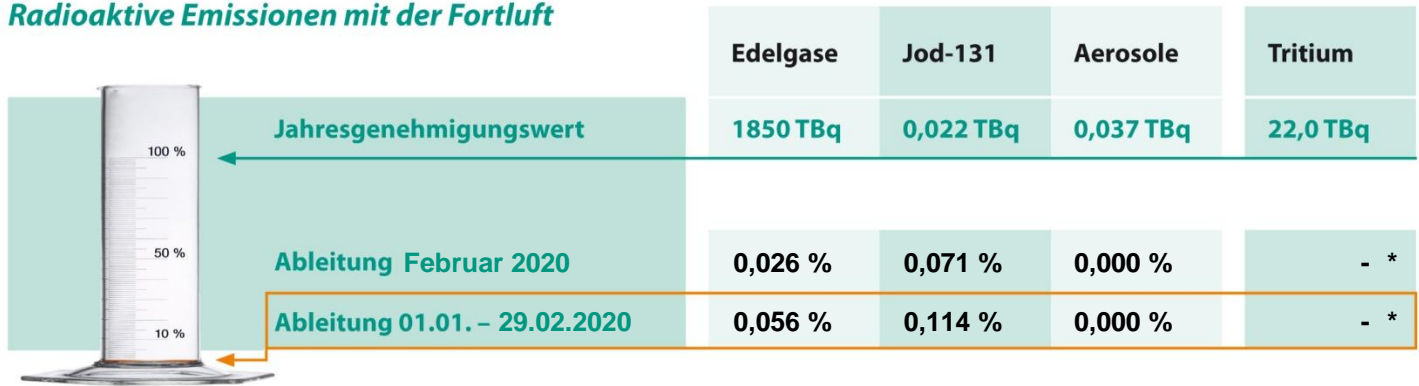 Radioaktive Emissionen mit der Fortluft
Edelgase Jod-131 Aerosole Tritium
Jahresgenehmigungswert 1850 TBq 0,022 TBq 0,037 TBq 22,0 TBq
100 %
50 %
Ableitung Februar 2020 0,026 % 0,071 % 0,000 % - *
Ableitung 01.01. – 29.02.2020 0,056 % 0,114 % 0,000 % - *
10 %